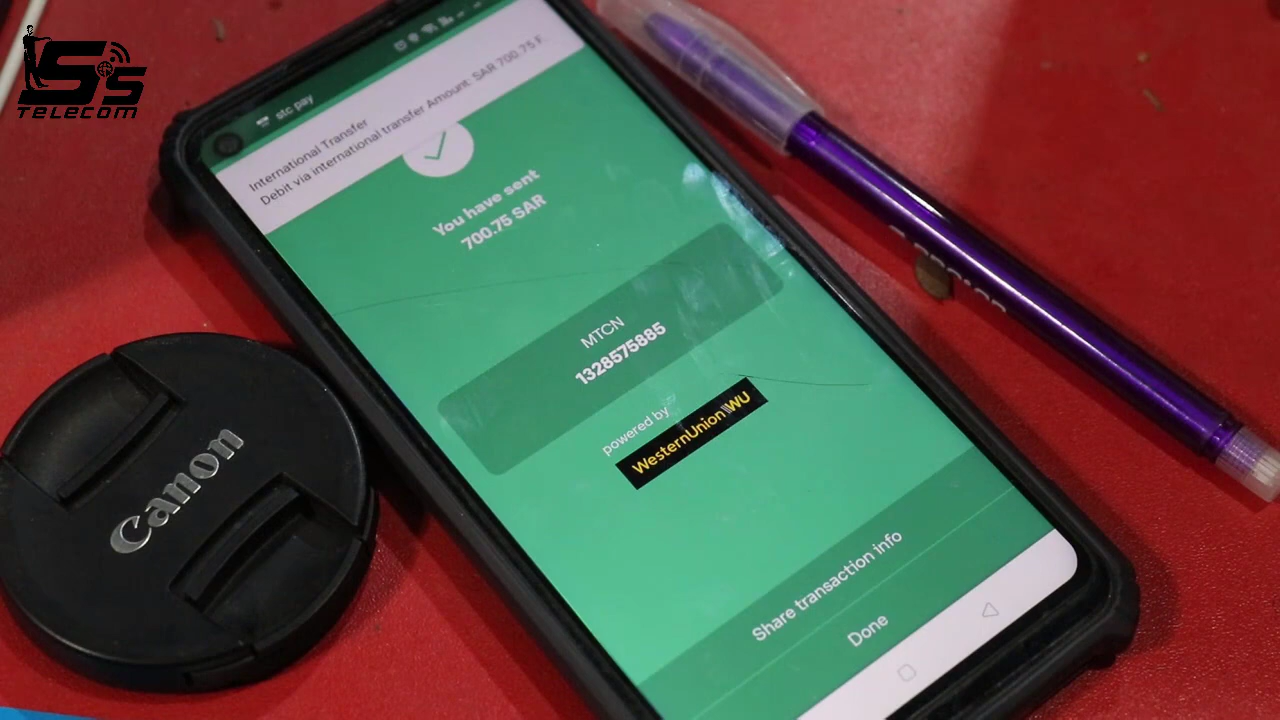 SS
TELECOM
stc pay
International Transfer
Debit via international transfer Amount: SAR 700.75 F..
You have sent
700.75 SAR
MTCN
1328575885
powered by
WesternUnion WU
Share transaction info
Done
Canon